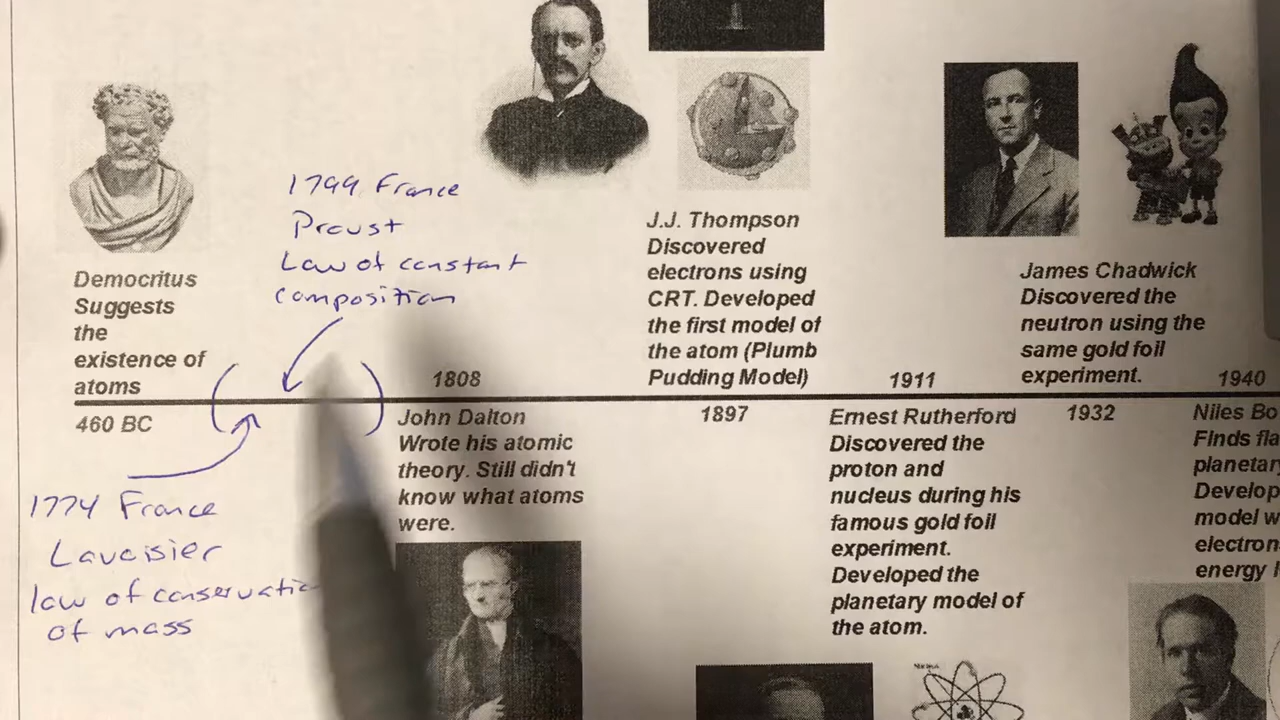 1799 France
Proust
Law of constant
composition
Democritus
Suggests
the
existence of
atoms
460 BC
1774 France
Lavoisier
law of conservatio
of mass
1808
John Dalton
Wrote his atomic
theory. Still didn't
know what atoms
were.
J.J. Thompson
Discovered
electrons using
CRT. Developed
the first model of
the atom (Plumb
Pudding Model)
1897
1911
Ernest Rutherford
Discovered the
proton and
nucleus during his
famous gold foil
experiment.
Developed the
planetary model of
the atom.
James Chadwick
Discovered the
neutron using the
same gold foil
experiment.
1932
1940
Niles Bo
Finds fla
planetary
Develop
model w
electron
energy l